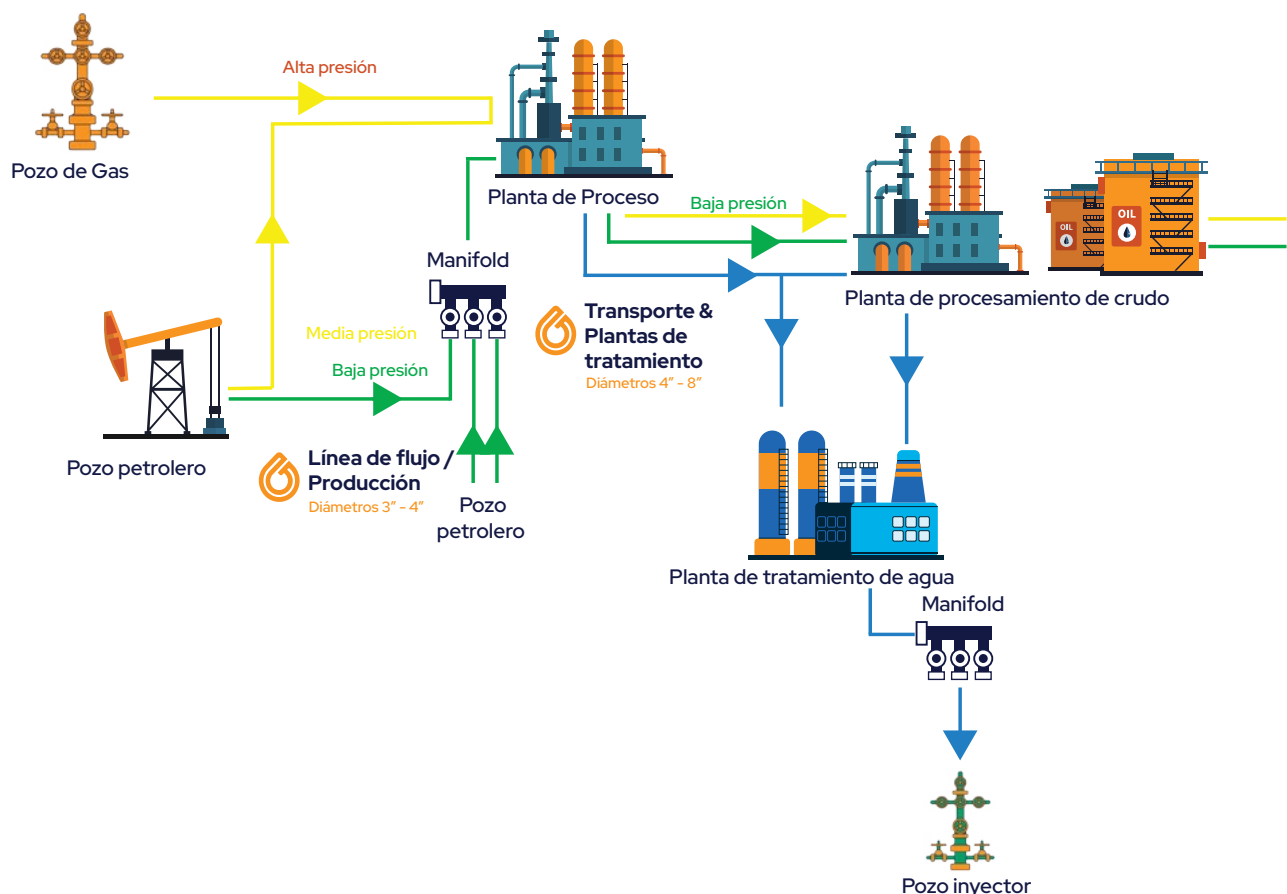 Alta presión
Pozo de Gas
Planta de Proceso
Baja presión
OIL
OIL
Manifold
Planta de procesamiento de crudo
Transporte &
Plantas de
tratamiento
Diámetros 4” - 8”
Media presión
Baja presión
Pozo petrolero
Línea de flujo /
Producción
Diámetros 3” - 4”
Pozo
petrolero
Planta de tratamiento de agua
Manifold
Pozo inyector